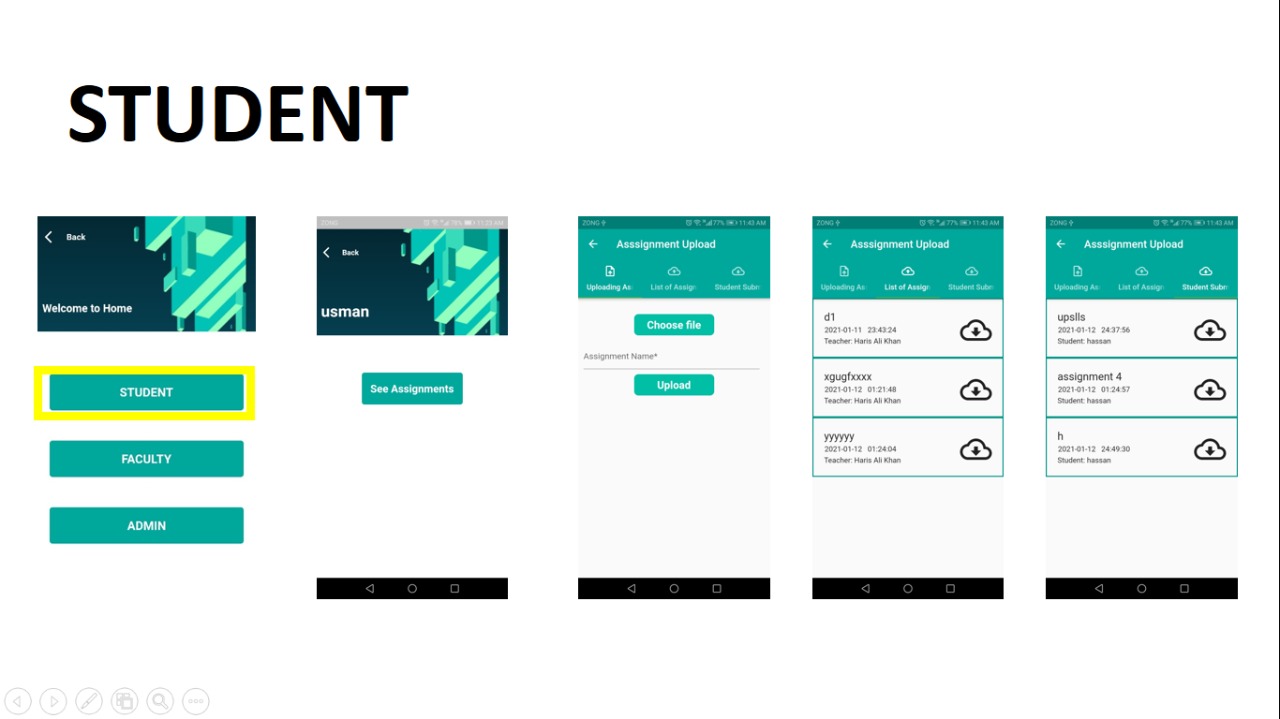 STUDENT
Back
Welcome to Home
STUDENT
FACULTY
ADMIN
ZONG 76% 11:23 AM
Back
usman
See Assignments
ZONG 77% 11:43 AM
Asssignment Upload
Uploading As List of Assign Student Subm
Choose file
Assignment Name*
Upload
ZONG 77% 11:43 AM
Asssignment Upload
Uploading As List of Assign Student Subm
d1
2021-01-11 23:43:24
Teacher: Haris Ali Khan
xgugfxxxx
2021-01-12 01:21:48
Teacher: Haris Ali Khan
yyyyyy
2021-01-12 01:24:04
Teacher: Haris Ali Khan
ZONG 77% 11:43 AM
Asssignment Upload
Uploading As List of Assign Student Subm
upslls
2021-01-12 24:37:56
Student: hassan
assignment 4
2021-01-12 01:24:57
Student: hassan
h
2021-01-12 24:49:30
Student: hassan